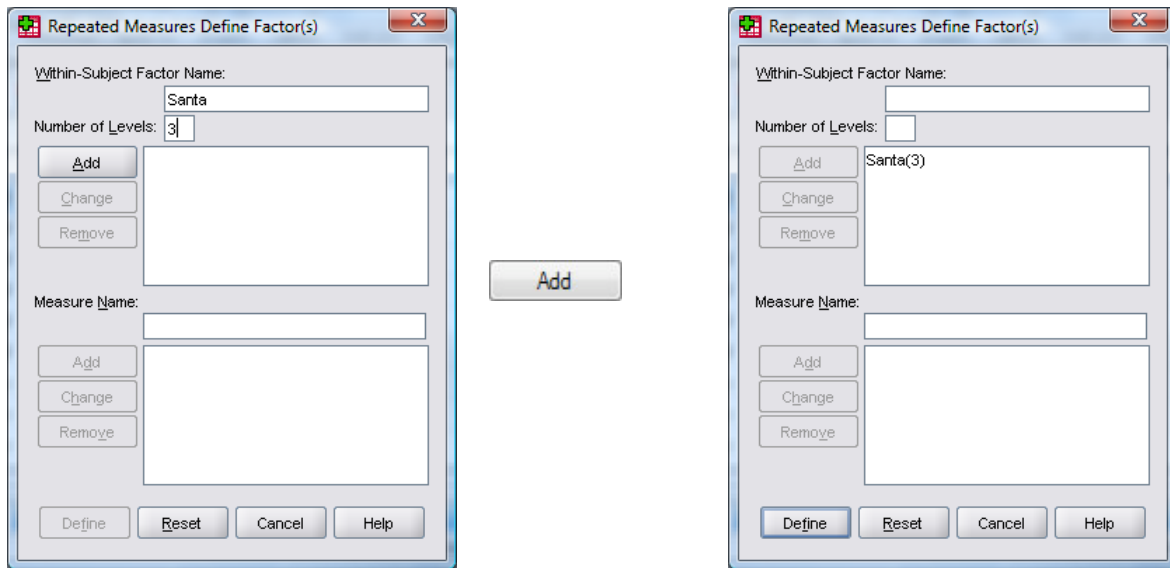 Repeated Measures Define Factor(s)
Within-Subject Factor Name:
Santa
Number of Levels: 3
Add
Change
Remove
Measure Name:
Add
Change
Remove
Define Reset Cancel Help
Add
Repeated Measures Define Factor(s)
Within-Subject Factor Name:
Number of Levels:
Add Santa(3)
Change
Remove
Measure Name:
Add
Change
Remove
Define Reset Cancel Help